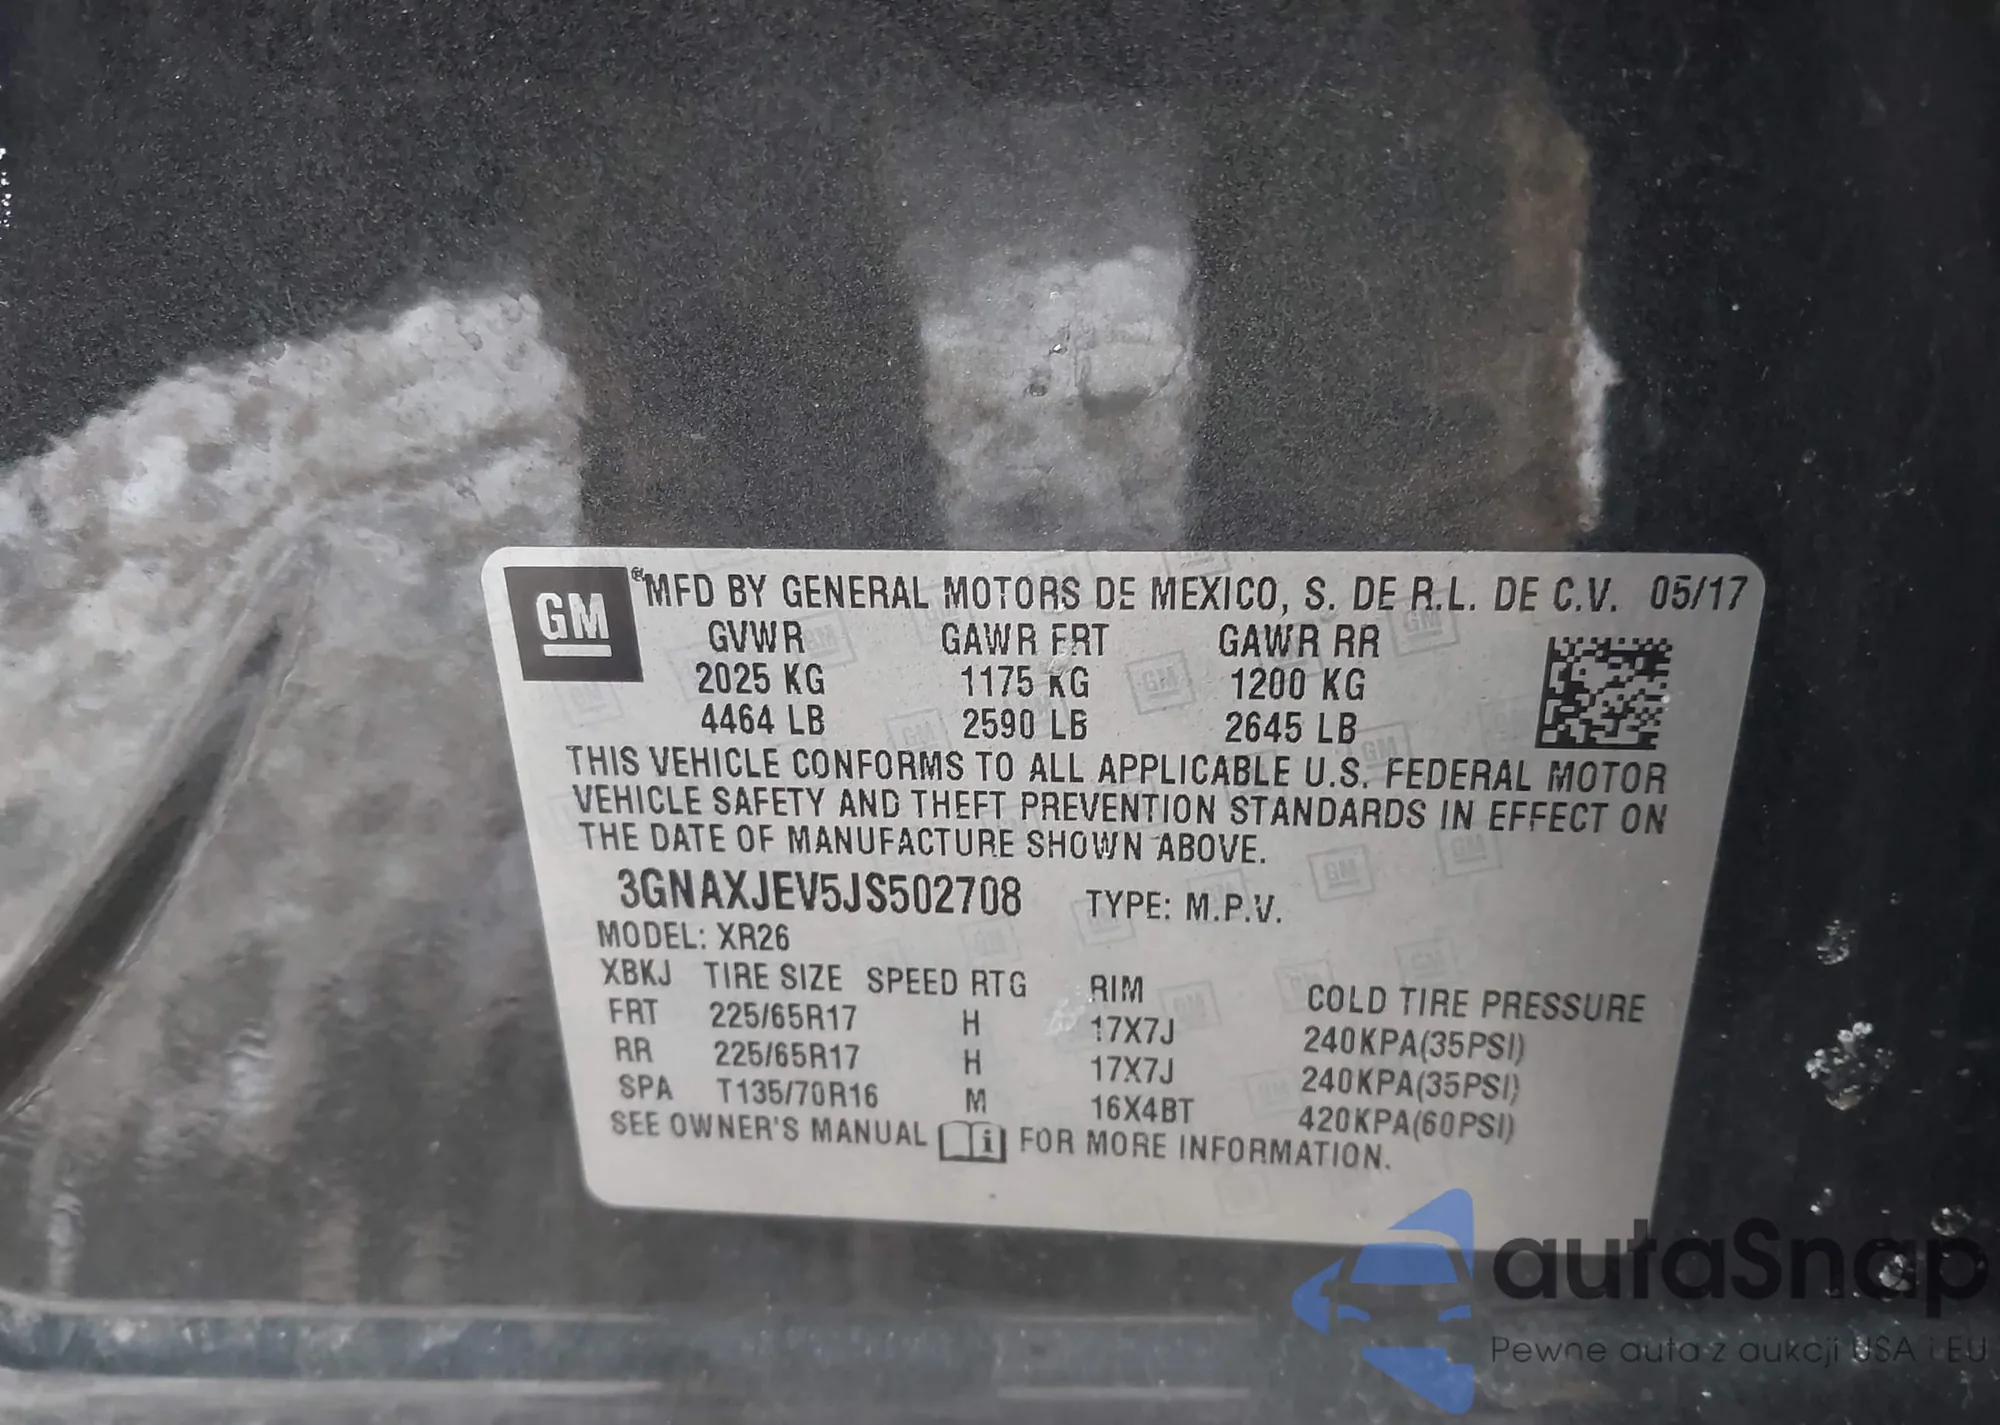 GM ® MFD BY GENERAL MOTORS DE MEXICO, S. DE R.L. DE C.V. 05/17
GVWR GAWR FRT GAWR RR
2025 KG 1175 KG 1200 KG
4464 LB 2590 LB 2645 LB
THIS VEHICLE CONFORMS TO ALL APPLICABLE U.S. FEDERAL MOTOR
VEHICLE SAFETY AND THEFT PREVENTION STANDARDS IN EFFECT ON
THE DATE OF MANUFACTURE SHOWN ABOVE.
3GNAXJEV5JS502708 TYPE: M.P.V.
MODEL: XR26
XBKJ TIRE SIZE SPEED RTG RIM COLD TIRE PRESSURE
FRT 225/65R17 H 17X7J 240KPA(35PSI)
RR 225/65R17 H 17X7J 240KPA(35PSI)
SPA T135/70R16 M 16X4BT 420KPA(60PSI)
SEE OWNER'S MANUAL i FOR MORE INFORMATION.
autaSnap
Pewne auta z aukcji USA i EU